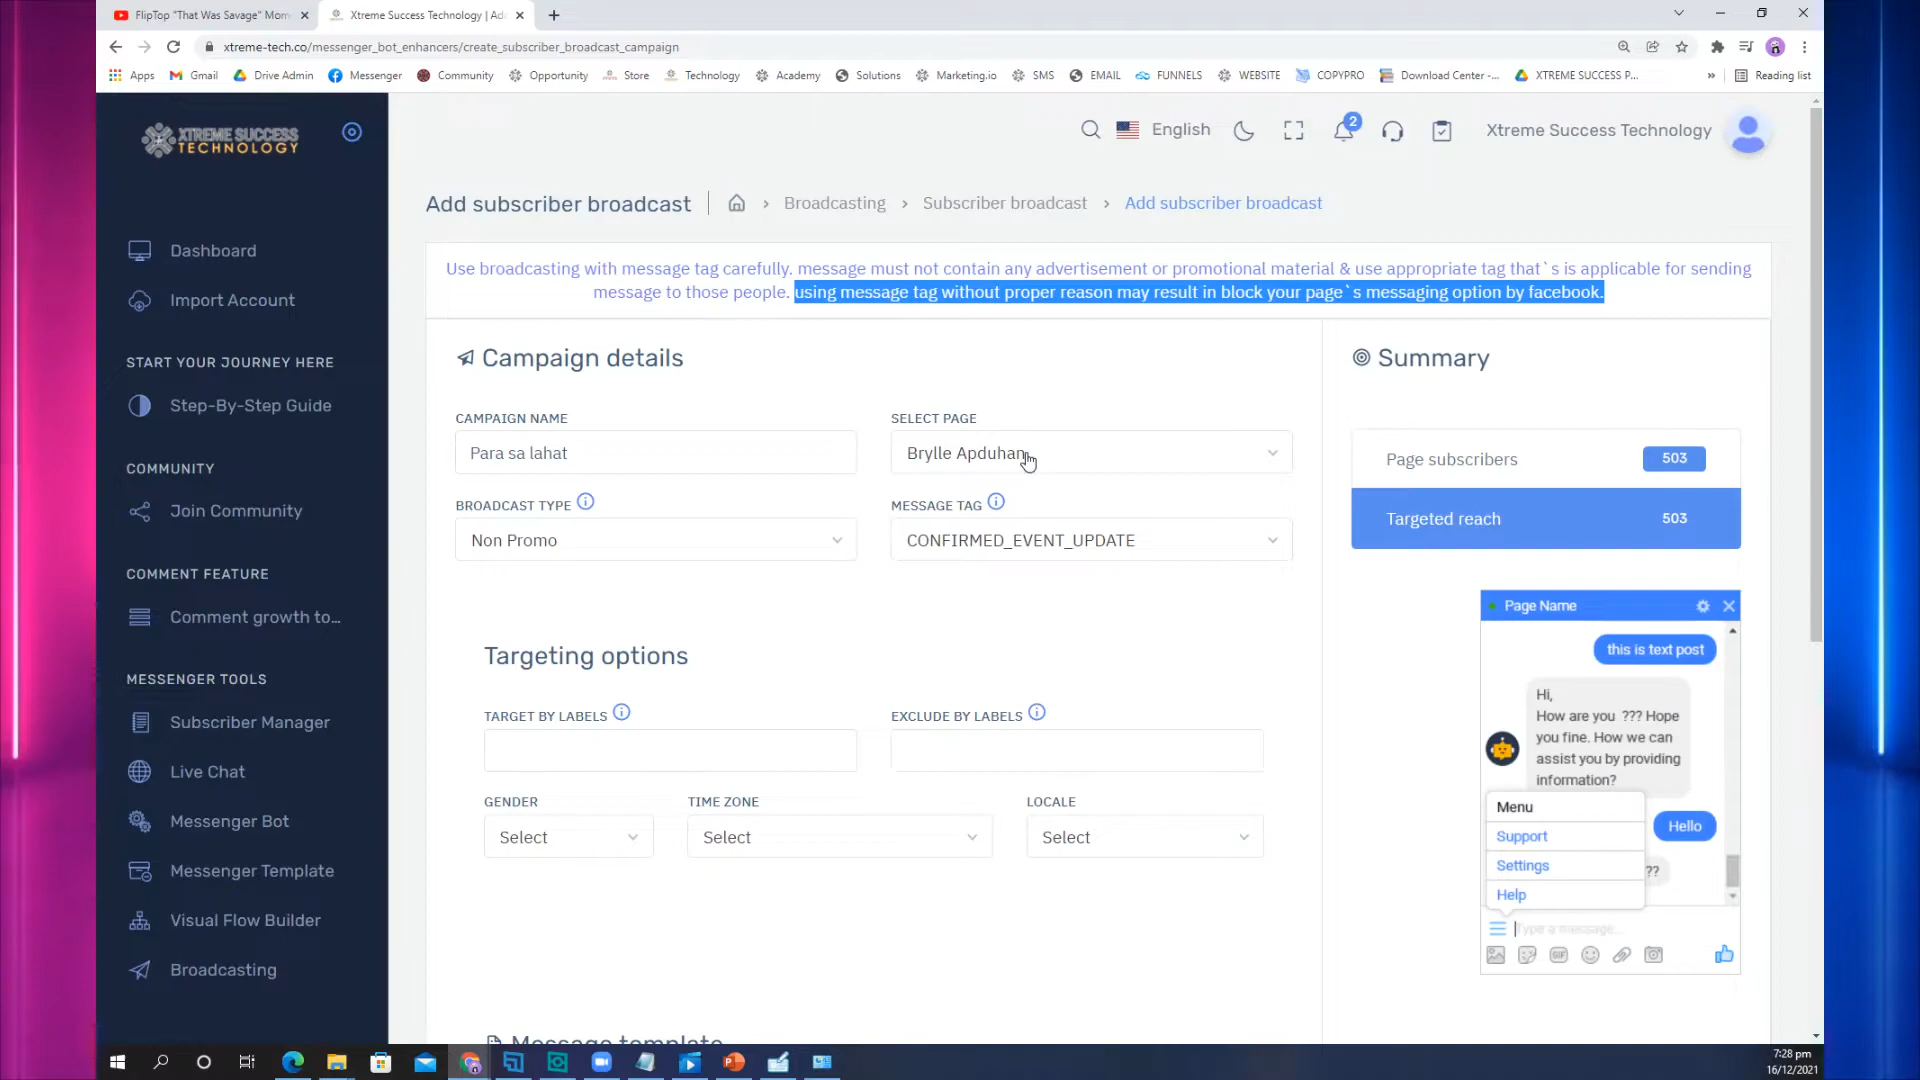 FlipTop "That Was Savage" Mom
Xtreme Success Technology | Ad
xtreme-tech.co/messenger_bot_enhancers/create_subscriber_broadcast_campaign
Apps Gmail Drive Admin Messenger Community Opportunity Store Technology Academy Solutions Marketing.io SMS EMAIL FUNNELS WEBSITE COPYPRO Download Center -... XTREME SUCCESS P... » Reading list
XTREME SUCCESS
TECHNOLOGY
English
2
Xtreme Success Technology
Add subscriber broadcast
Broadcasting > Subscriber broadcast > Add subscriber broadcast
Dashboard
Import Account
START YOUR JOURNEY HERE
Step-By-Step Guide
COMMUNITY
Join Community
COMMENT FEATURE
Comment growth to...
MESSENGER TOOLS
Subscriber Manager
Live Chat
Messenger Bot
Messenger Template
Visual Flow Builder
Broadcasting
Use broadcasting with message tag carefully. message must not contain any advertisement or promotional material & use appropriate tag that`s is applicable for sending
message to those people. using message tag without proper reason may result in block your page`s messaging option by facebook.
Campaign details
CAMPAIGN NAME
Para sa lahat
SELECT PAGE
Brylle Apduhan
BROADCAST TYPE
Non Promo
MESSAGE TAG
CONFIRMED_EVENT_UPDATE
Targeting options
TARGET BY LABELS
EXCLUDE BY LABELS
GENDER
Select
TIME ZONE
Select
LOCALE
Select
Message template
Summary
Page subscribers 503
Targeted reach 503
Page Name
this is text post
Hi,
How are you ??? Hope
you fine. How we can
assist you by providing
information?
Menu
Support
Settings
Help
Hello
??
Type a message...
GIF
7:28 pm
16/12/2021